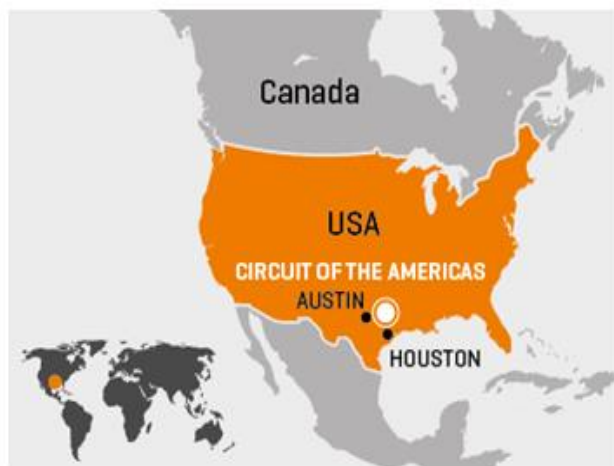 Canada
USA
CIRCUIT OF THE AMERICAS
AUSTIN
HOUSTON